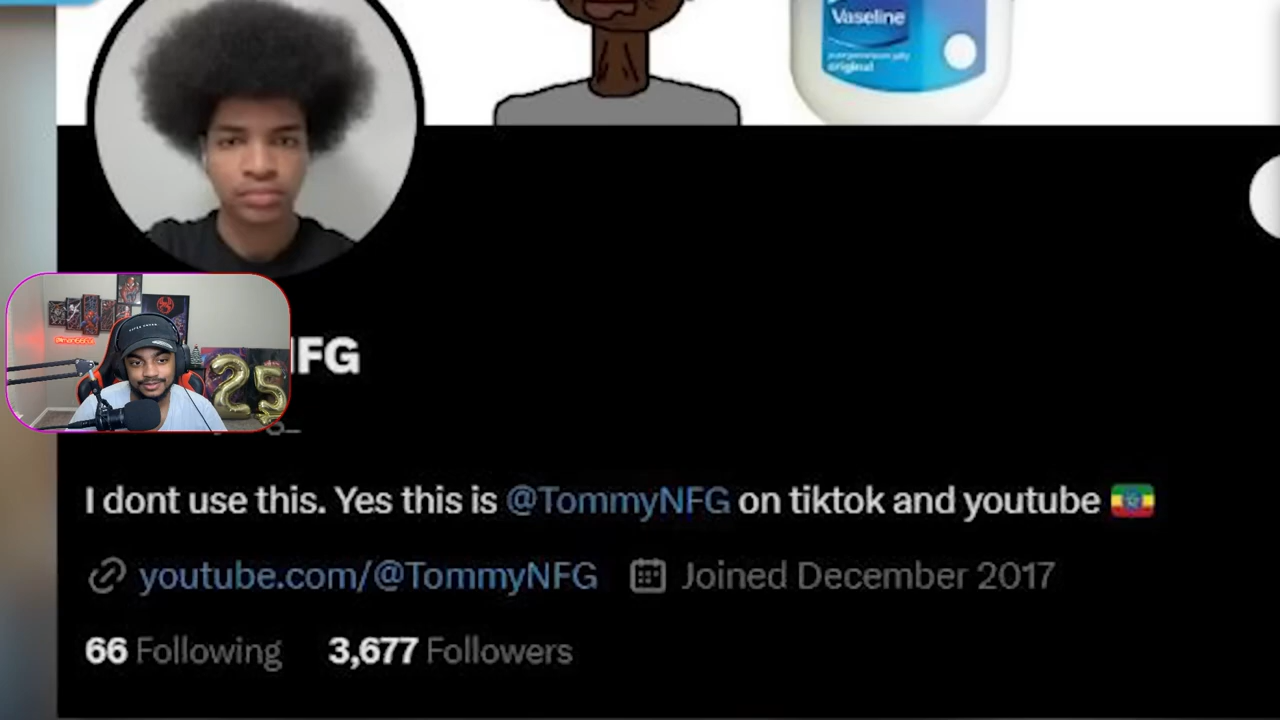 Vaseline
original
25
NFG
I dont use this. Yes this is @TommyNFG on tiktok and youtube 🇪🇹
youtube.com/@TommyNFG Joined December 2017
66 Following 3,677 Followers